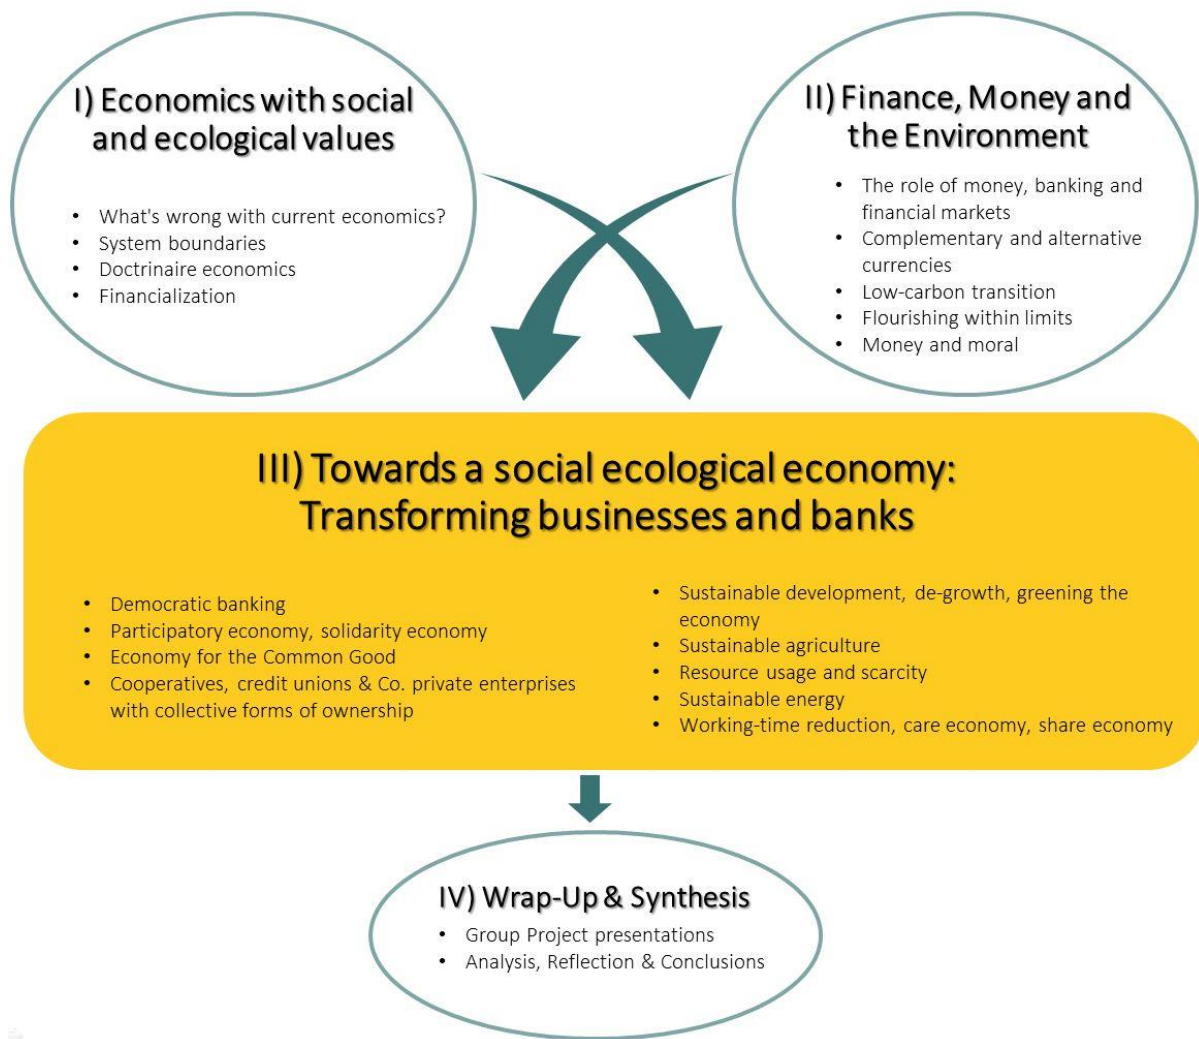 I) Economics with social
and ecological values
• What's wrong with current economics?
• System boundaries
• Doctrinaire economics
• Financialization
II) Finance, Money and
the Environment
• The role of money, banking and
financial markets
• Complementary and alternative
currencies
• Low-carbon transition
• Flourishing within limits
• Money and moral
III) Towards a social ecological economy:
Transforming businesses and banks
• Democratic banking
• Participatory economy, solidarity economy
• Economy for the Common Good
• Cooperatives, credit unions & Co. private enterprises
with collective forms of ownership
• Sustainable development, de-growth, greening the
economy
• Sustainable agriculture
• Resource usage and scarcity
• Sustainable energy
• Working-time reduction, care economy, share economy
IV) Wrap-Up & Synthesis
• Group Project presentations
• Analysis, Reflection & Conclusions